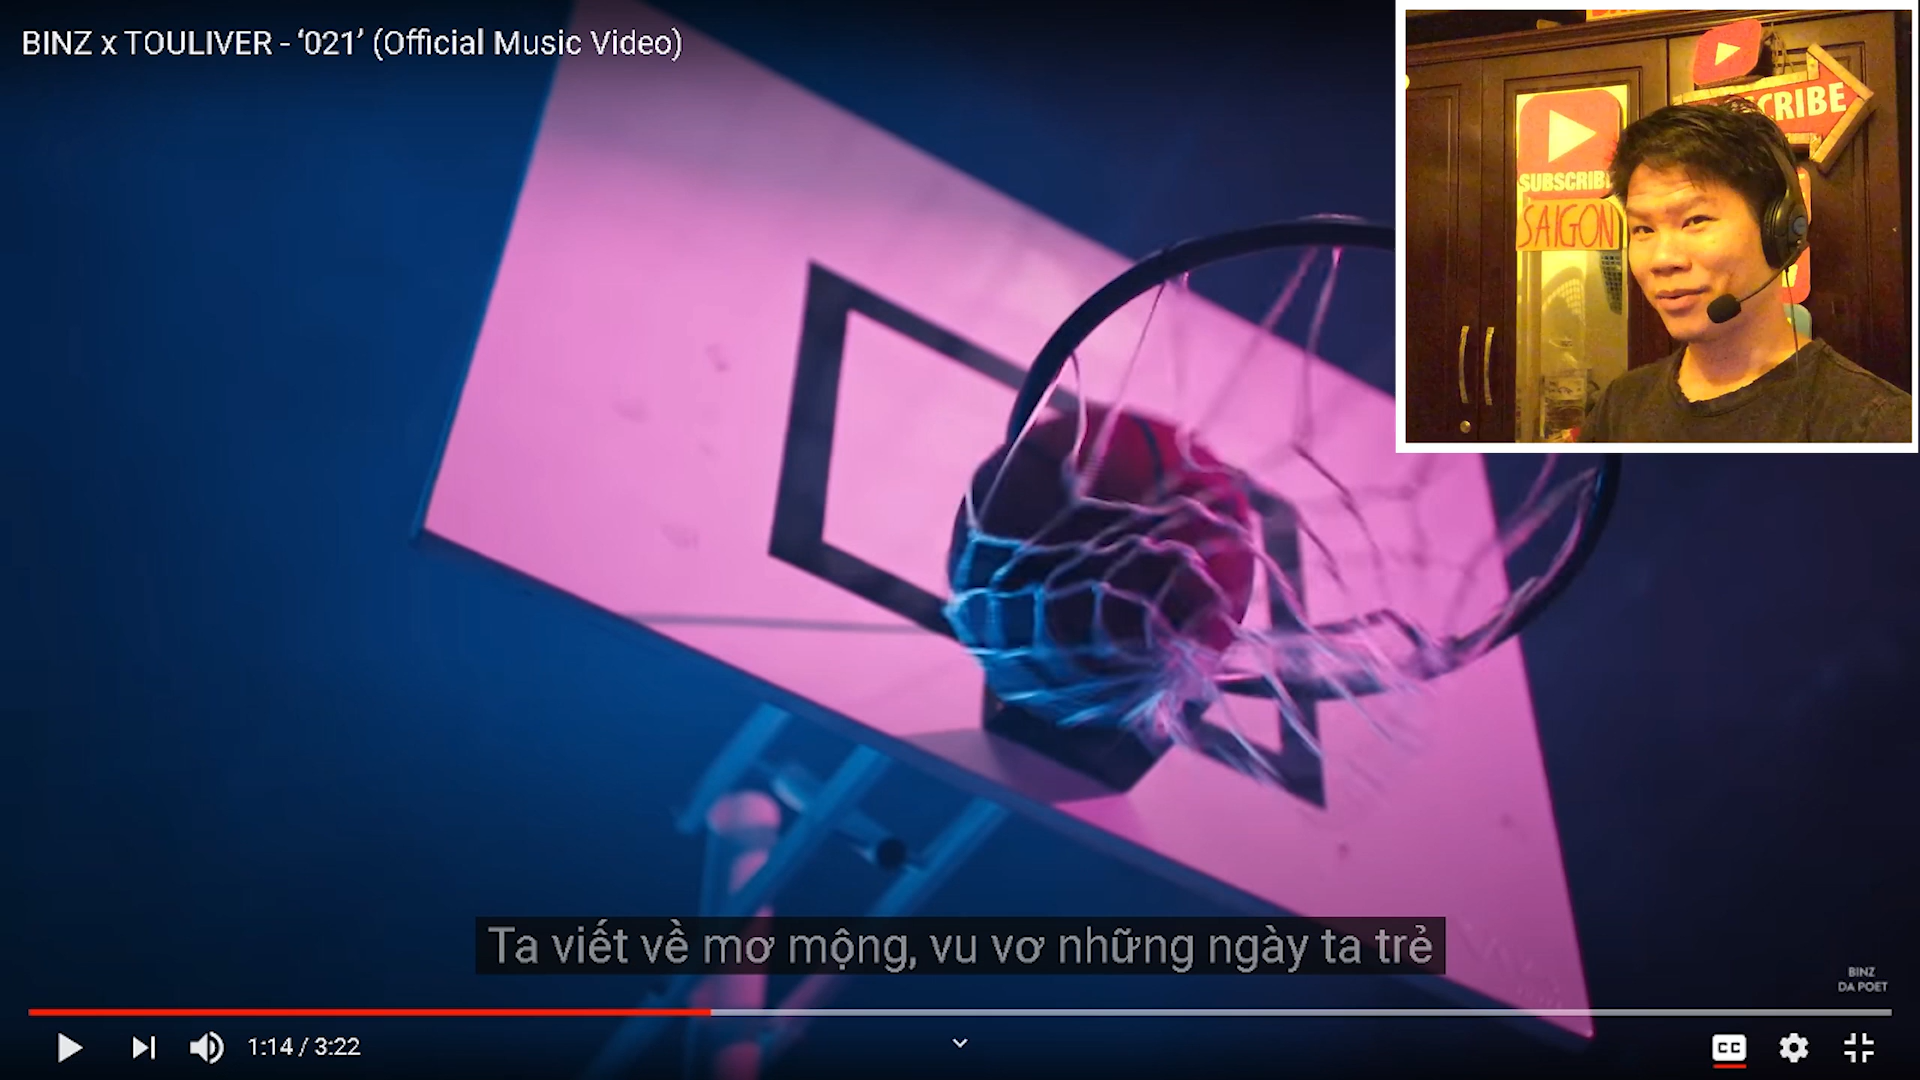 BINZ x TOULIVER - ‘021’ (Official Music Video)
CRIBE
SUBSCRIBE
SAIGON
Ta viết về mơ mộng, vu vơ những ngày ta trẻ
BINZ
DA POET
1:14 / 3:22
CC